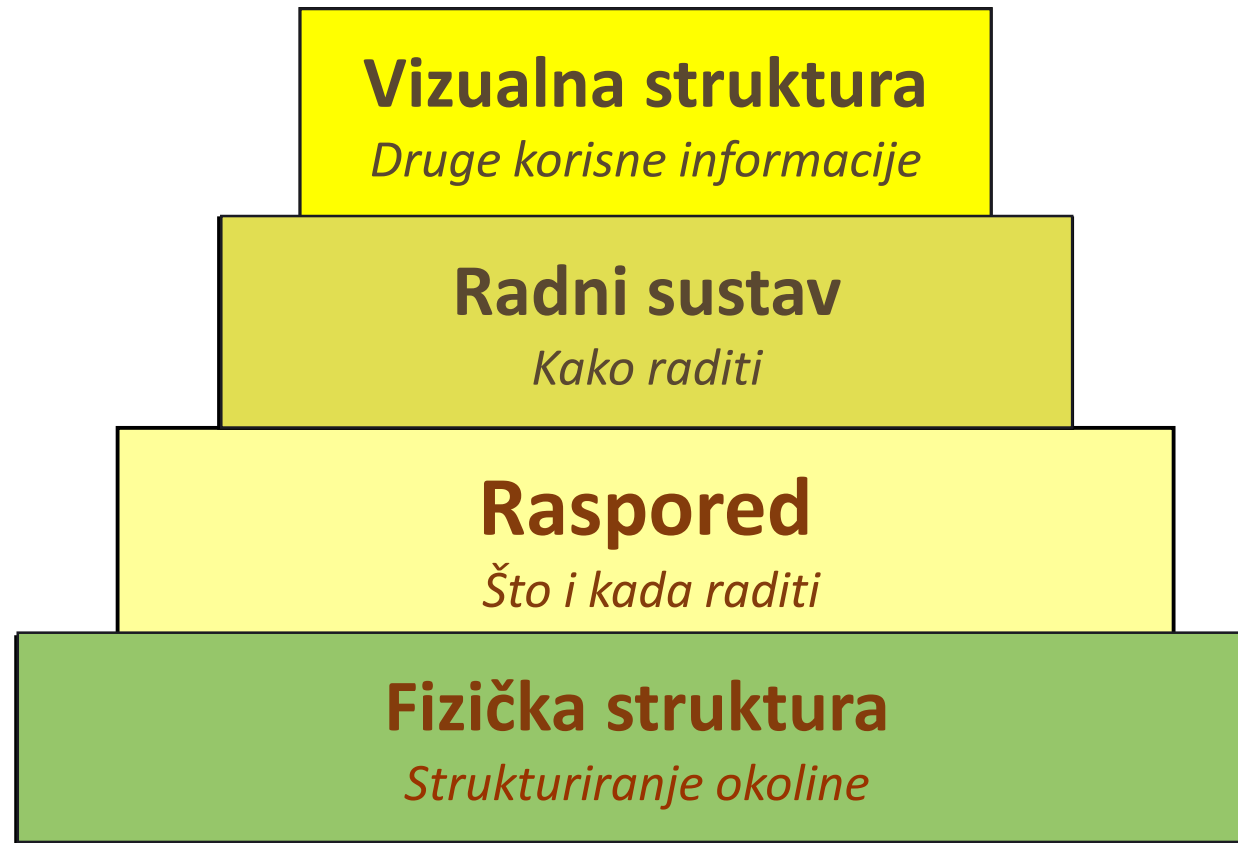 Vizualna struktura
Druge korisne informacije
Radni sustav
Kako raditi
Raspored
Što i kada raditi
Fizička struktura
Strukturiranje okoline